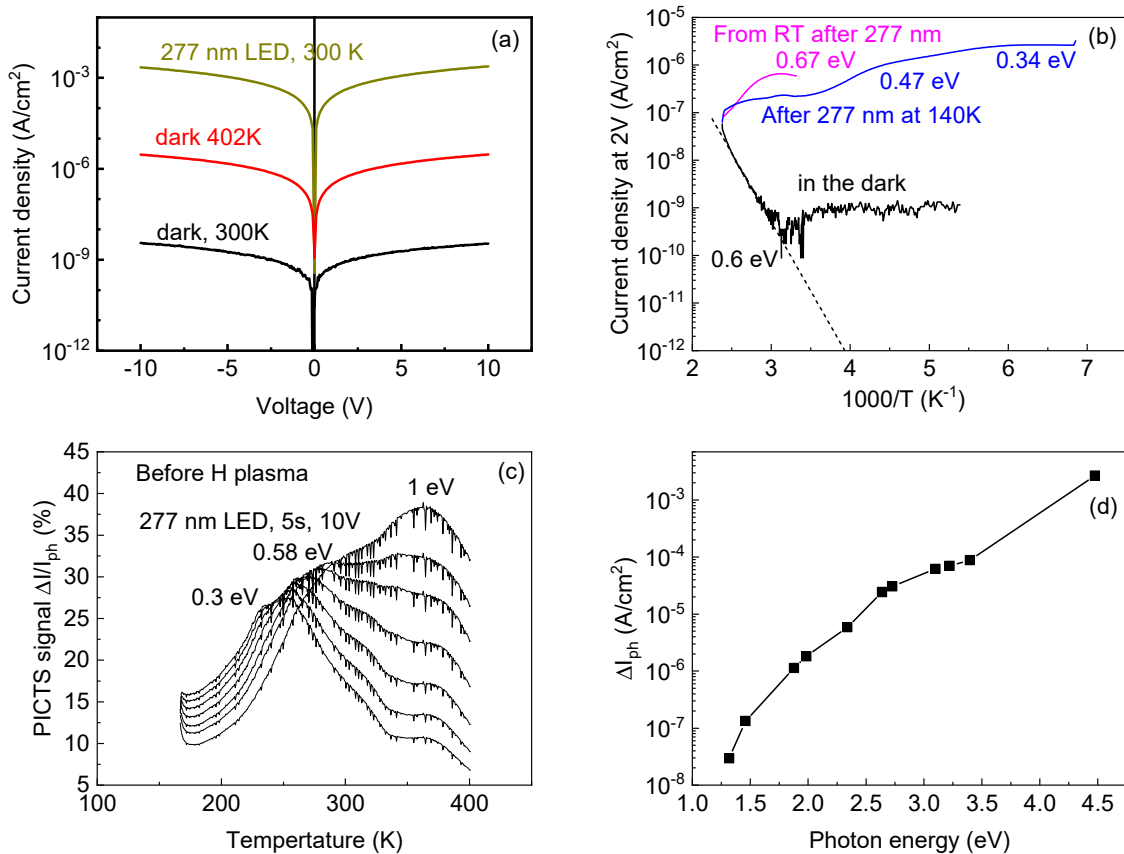 (a)
277 nm LED, 300 K
dark 402K
dark, 300K
10⁻³
10⁻⁶
10⁻⁹
10⁻¹²
Current density (A/cm²)
-10 -5 0 5 10
Voltage (V)
(b)
From RT after 277 nm
0.67 eV
0.34 eV
0.47 eV
After 277 nm at 140K
in the dark
0.6 eV
10⁻⁵
10⁻⁶
10⁻⁷
10⁻⁸
10⁻⁹
10⁻¹⁰
10⁻¹¹
10⁻¹²
Current density at 2V (A/cm²)
2 3 4 5 6 7
1000/T (K⁻¹)
(c)
Before H plasma
1 eV
277 nm LED, 5s, 10V
0.58 eV
0.3 eV
45
40
35
30
25
20
15
10
5
PICTS signal ΔI/I_ph (%)
100 200 300 400
Tempertature (K)
(d)
10⁻³
10⁻⁴
10⁻⁵
10⁻⁶
10⁻⁷
10⁻⁸
ΔI_ph (A/cm²)
1.0 1.5 2.0 2.5 3.0 3.5 4.0 4.5
Photon energy (eV)